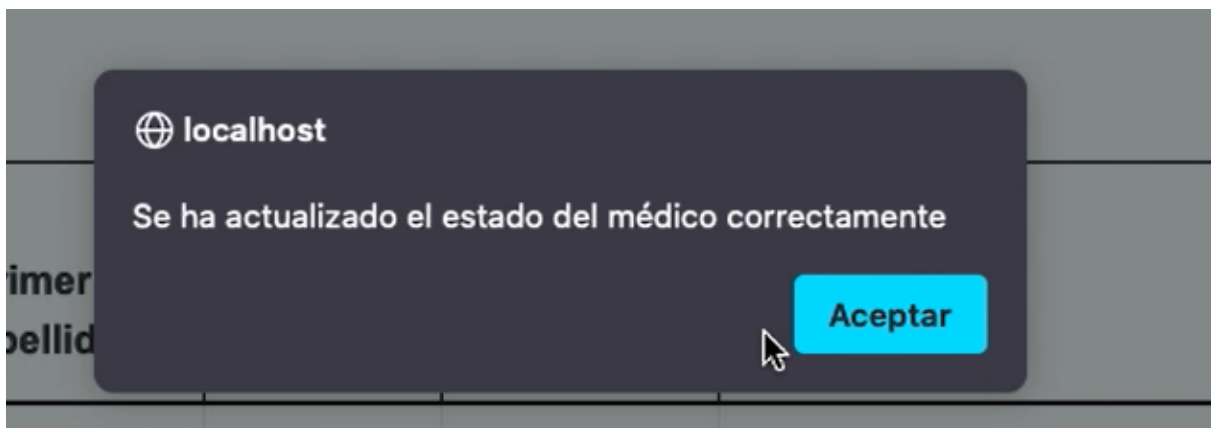 localhost
Se ha actualizado el estado del médico correctamente
Aceptar